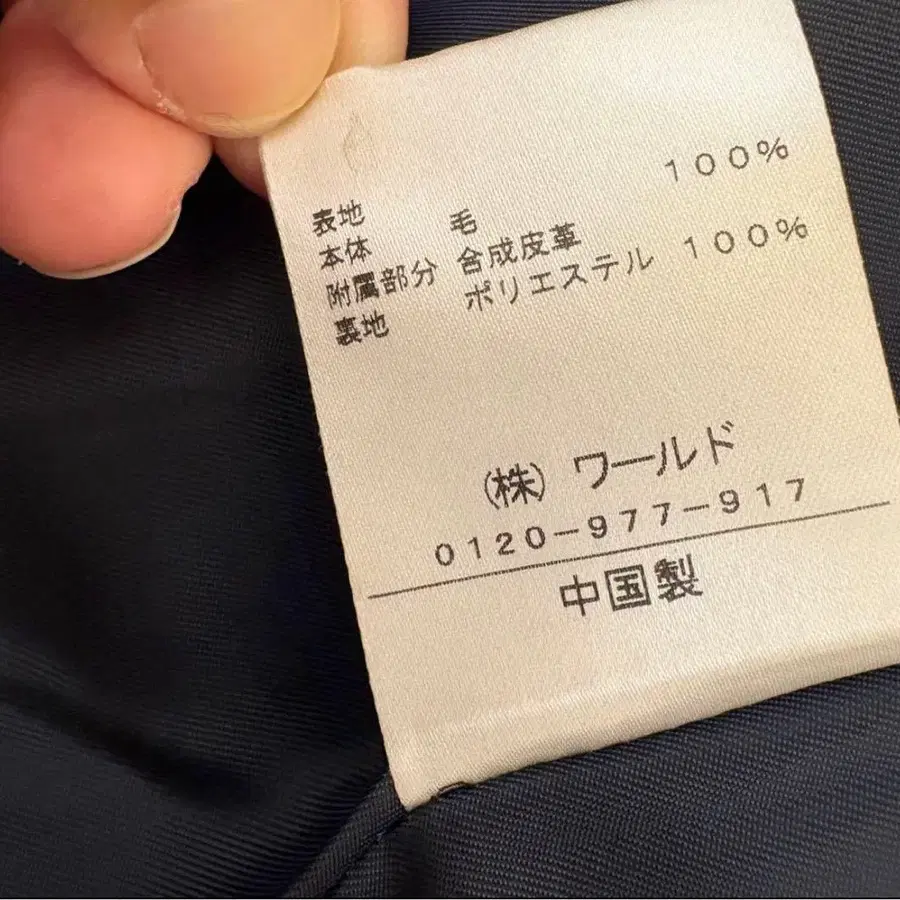 表地
本体 毛 100%
附属部分 合成皮革
裏地 ポリエステル 100%
(株) ワールド
0120-977-917
中国製